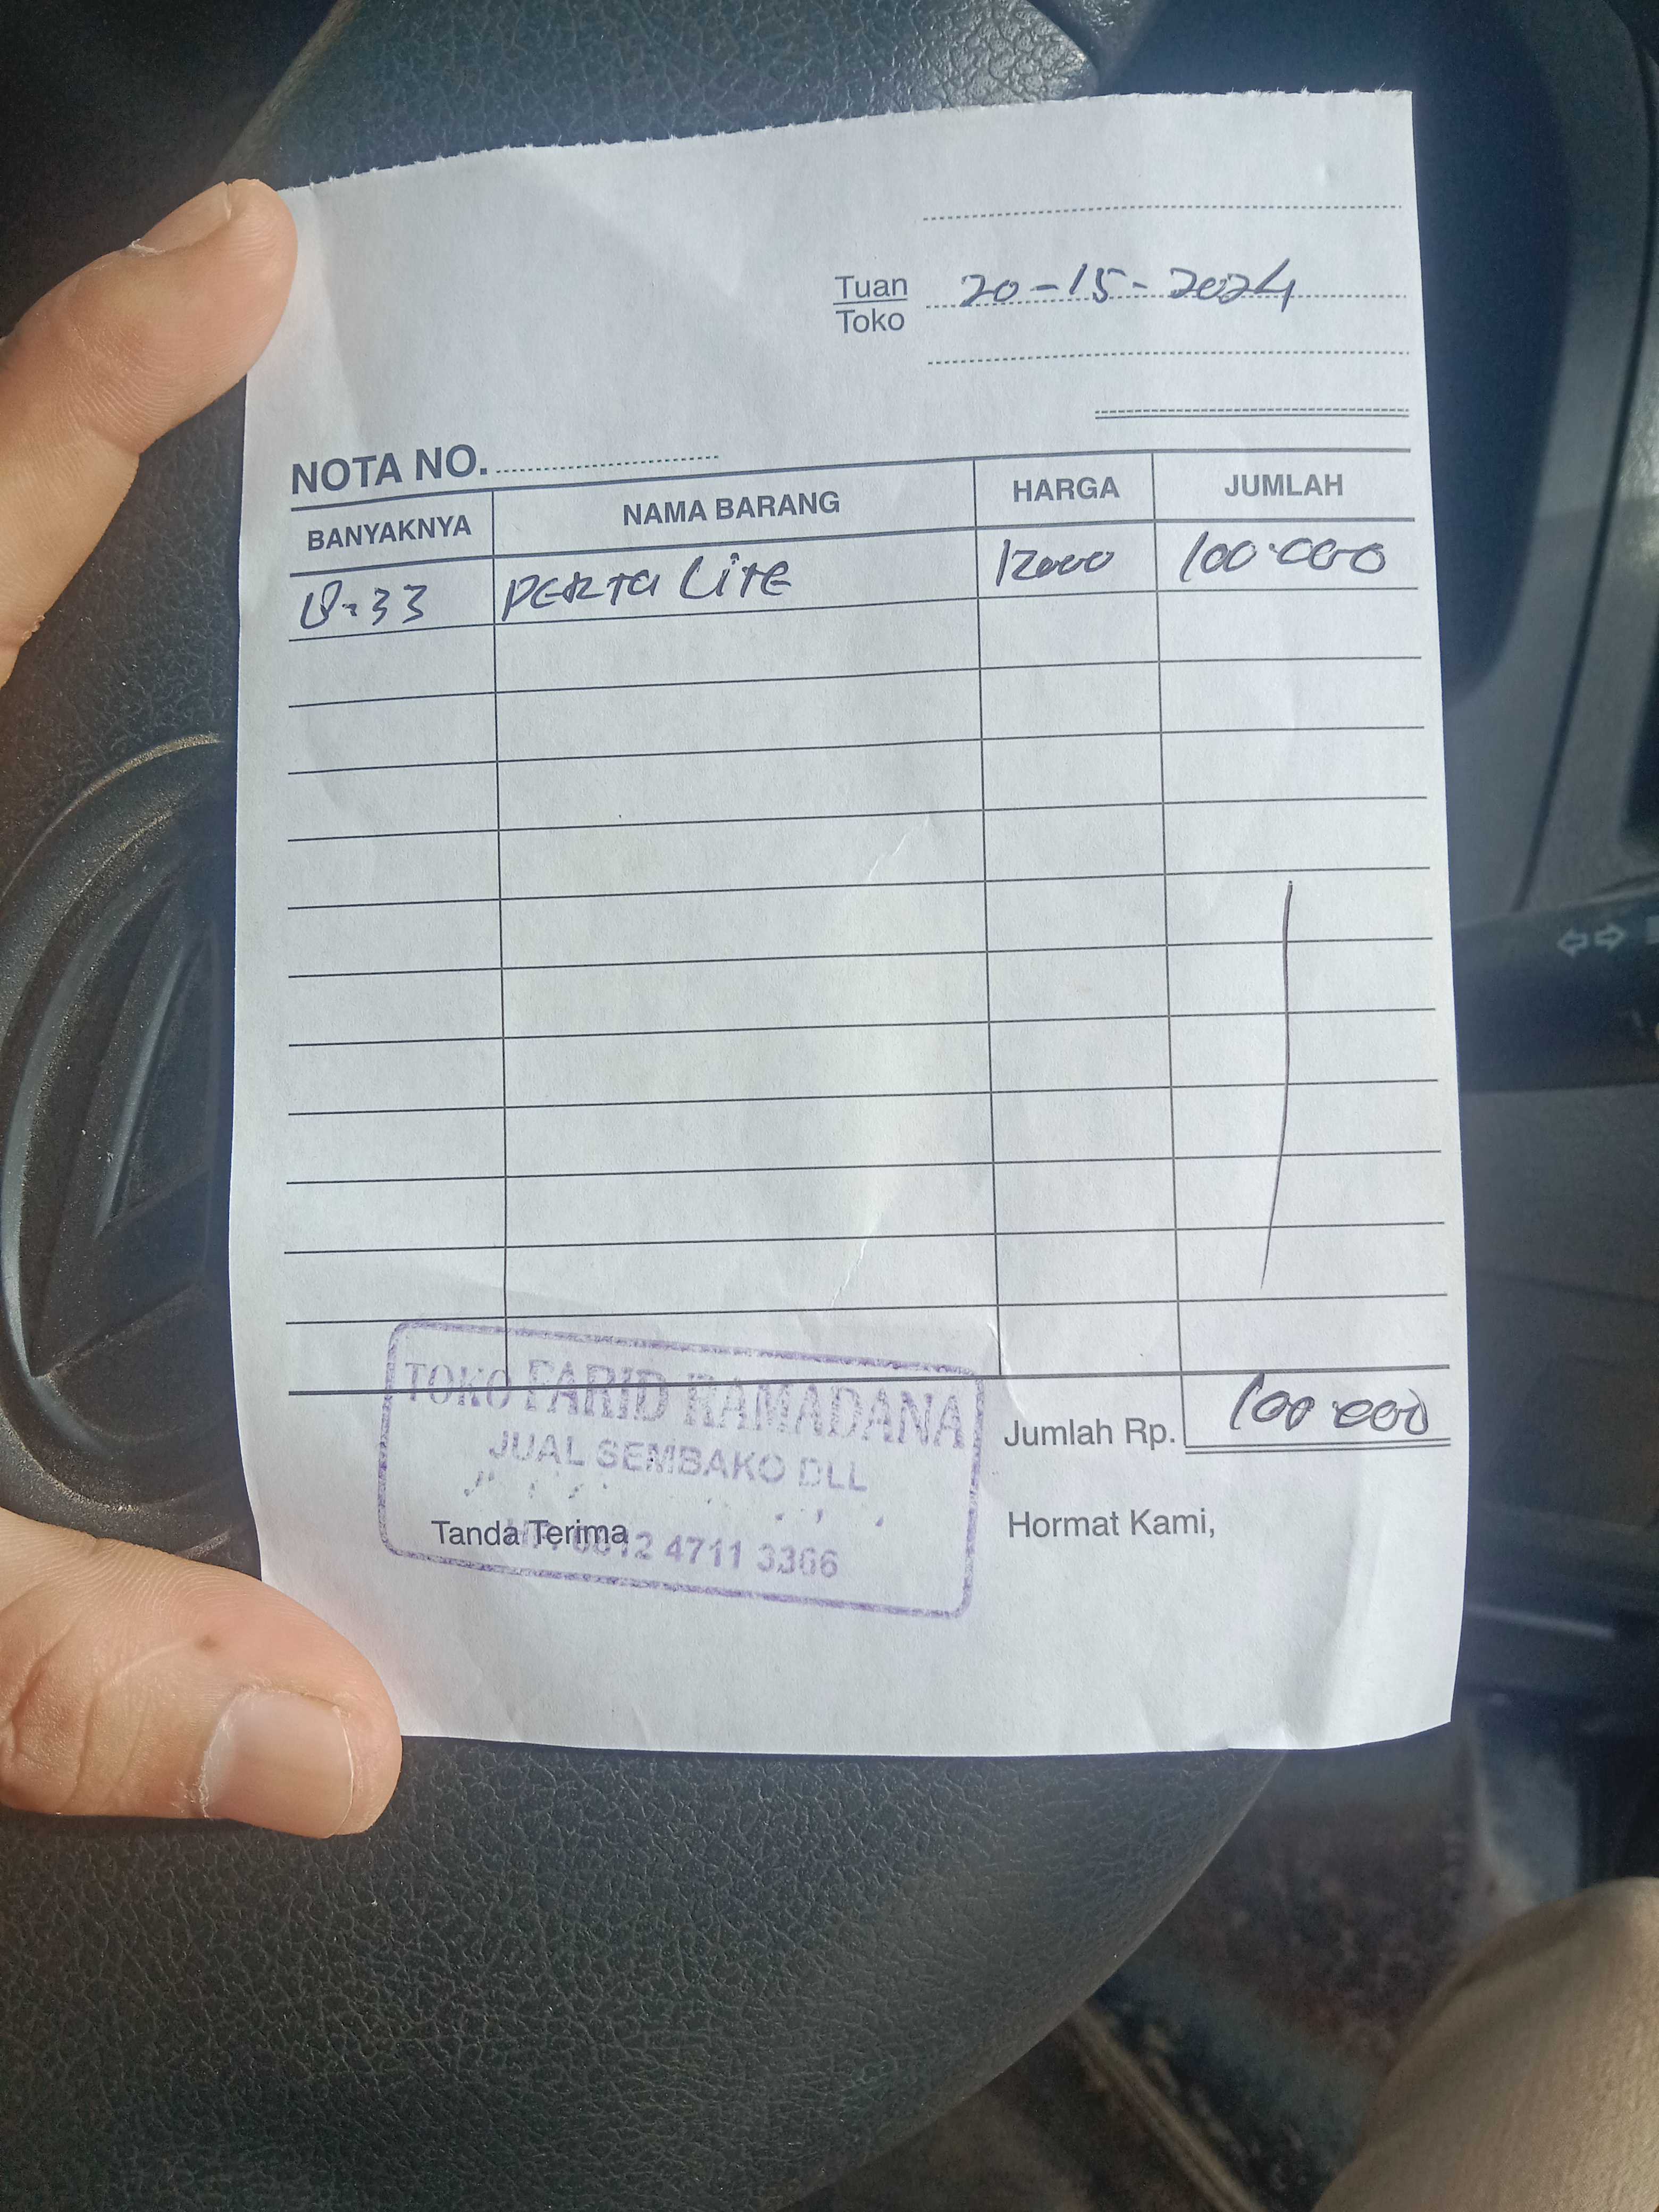 Tuan
Toko
20-15-2024
NOTA NO.
BANYAKNYA NAMA BARANG HARGA JUMLAH
8,33 PERTA LiTE 12000 100.000
TOKO FARID RAMADANA
JUAL SEMBAKO DLL
Jumlah Rp. 100.000
Tanda Terima
0812 4711 3366
Hormat Kami,